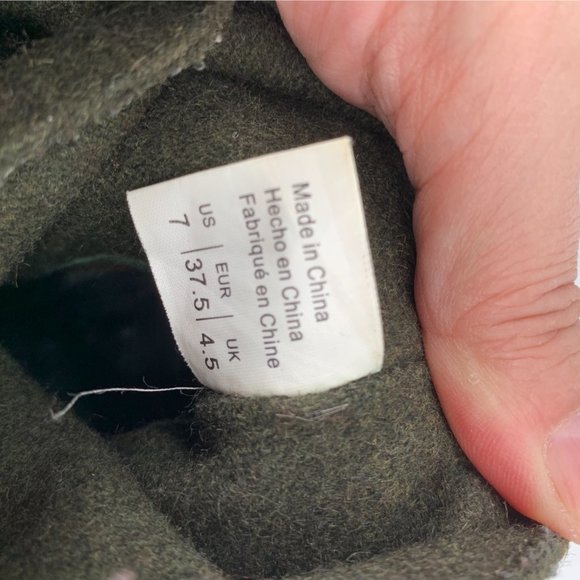 Made in China
Hecho en China
Fabriqué en Chine
US | EUR | UK
7 | 37.5 | 4.5